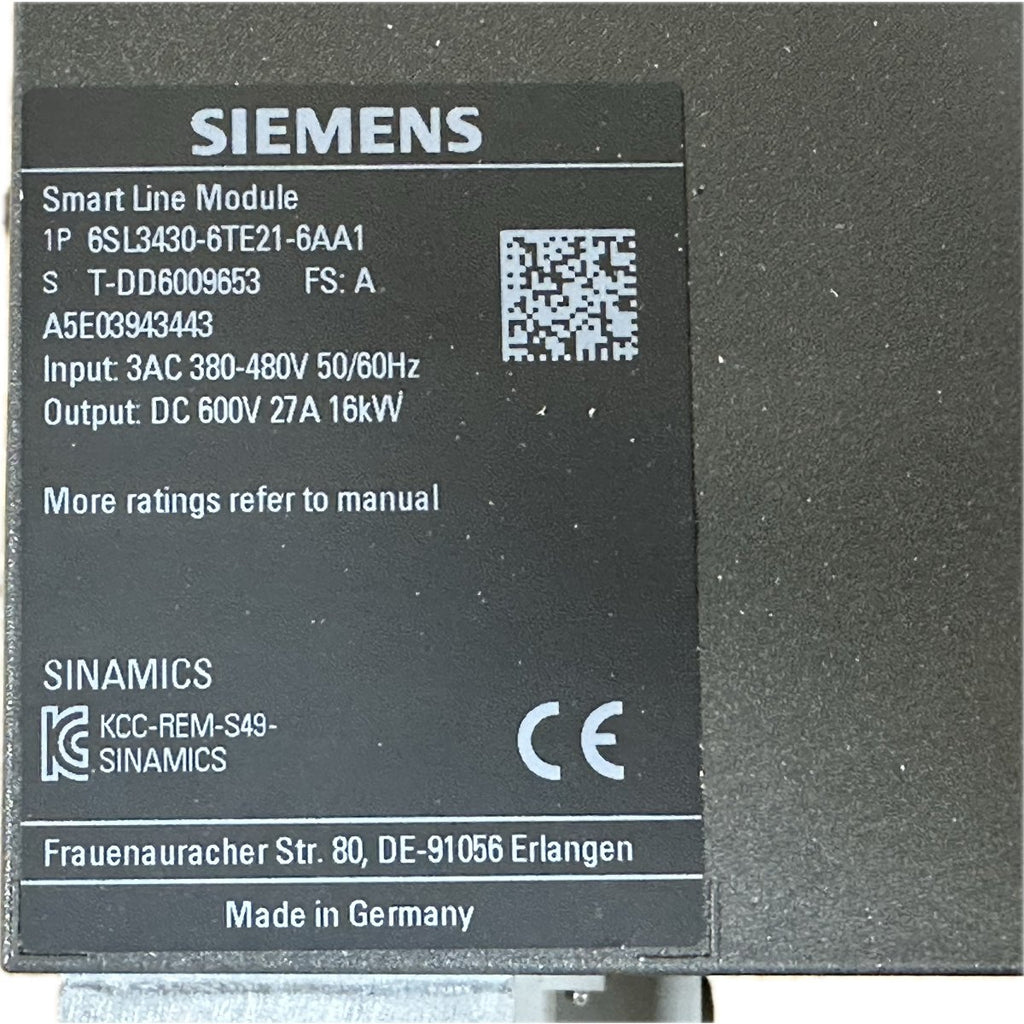 SIEMENS
Smart Line Module
1P 6SL3430-6TE21-6AA1
S T-DD6009653 FS: A
A5E03943443
Input: 3AC 380-480V 50/60Hz
Output: DC 600V 27A 16kW
More ratings refer to manual
SINAMICS
KCC-REM-S49-
SINAMICS
CE
Frauenauracher Str. 80, DE-91056 Erlangen
Made in Germany